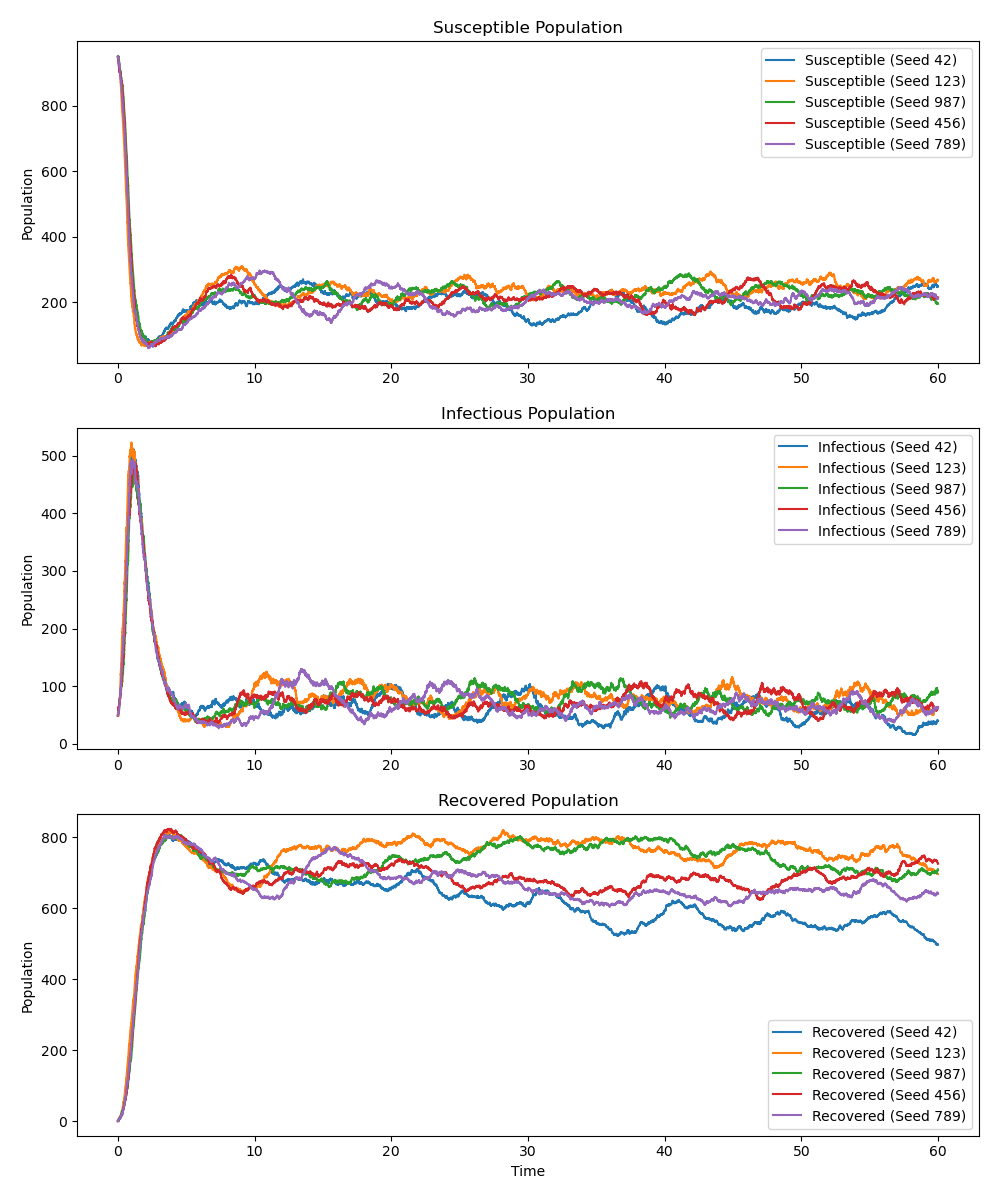 Susceptible Population
Population
800
600
400
200
Susceptible (Seed 42)
Susceptible (Seed 123)
Susceptible (Seed 987)
Susceptible (Seed 456)
Susceptible (Seed 789)
0 10 20 30 40 50 60
Infectious Population
Population
500
400
300
200
100
0
Infectious (Seed 42)
Infectious (Seed 123)
Infectious (Seed 987)
Infectious (Seed 456)
Infectious (Seed 789)
0 10 20 30 40 50 60
Recovered Population
Population
800
600
400
200
0
Recovered (Seed 42)
Recovered (Seed 123)
Recovered (Seed 987)
Recovered (Seed 456)
Recovered (Seed 789)
0 10 20 30 40 50 60
Time